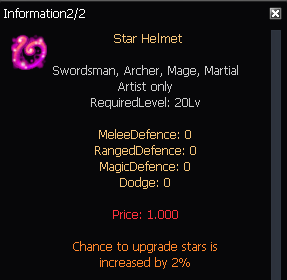 Information2/2
Star Helmet
Swordsman, Archer, Mage, Martial
Artist only
RequiredLevel: 20Lv
MeleeDefence: 0
RangedDefence: 0
MagicDefence: 0
Dodge: 0
Price: 1.000
Chance to upgrade stars is
increased by 2%